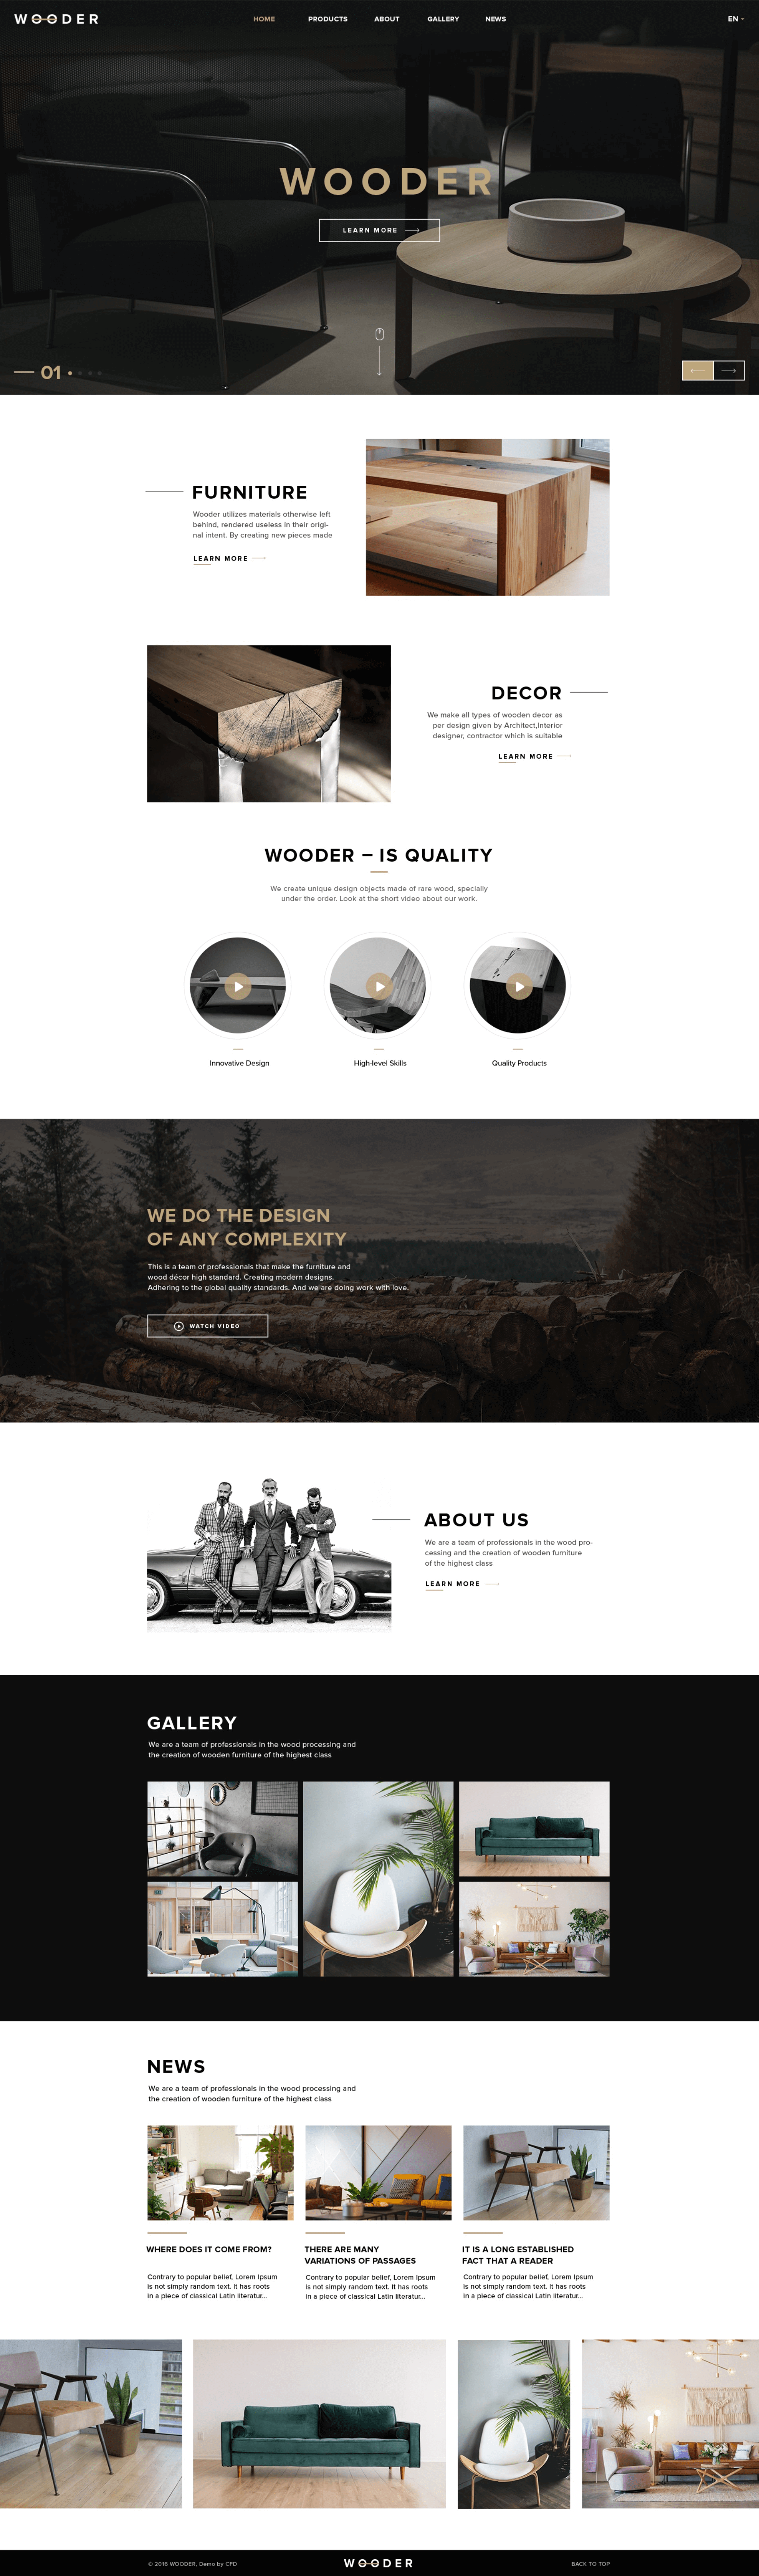 WOODER
HOME
PRODUCTS
ABOUT
GALLERY
NEWS
EN
WOODER
LEARN MORE
01
FURNITURE
Wooder utilizes materials otherwise left
behind, rendered useless in their origi-
nal intent. By creating new pieces made
LEARN MORE
DECOR
We make all types of wooden decor as
per design given by Architect,Interior
designer, contractor which is suitable
LEARN MORE
WOODER – IS QUALITY
We create unique design objects made of rare wood, specially
under the order. Look at the short video about our work.
Innovative Design
High-level Skills
Quality Products
WE DO THE DESIGN
OF ANY COMPLEXITY
This is a team of professionals that make the furniture and
wood décor high standard. Creating modern designs.
Adhering to the global quality standards. And we are doing work with love.
WATCH VIDEO
ABOUT US
We are a team of professionals in the wood pro-
cessing and the creation of wooden furniture
of the highest class
LEARN MORE
GALLERY
We are a team of professionals in the wood processing and
the creation of wooden furniture of the highest class
NEWS
We are a team of professionals in the wood processing and
the creation of wooden furniture of the highest class
WHERE DOES IT COME FROM?
Contrary to popular belief, Lorem Ipsum
is not simply random text. It has roots
in a piece of classical Latin literatur...
THERE ARE MANY
VARIATIONS OF PASSAGES
Contrary to popular belief, Lorem Ipsum
is not simply random text. It has roots
in a piece of classical Latin literatur...
IT IS A LONG ESTABLISHED
FACT THAT A READER
Contrary to popular belief, Lorem Ipsum
is not simply random text. It has roots
in a piece of classical Latin literatur...
© 2016 WOODER, Demo by CFD
WOODER
BACK TO TOP